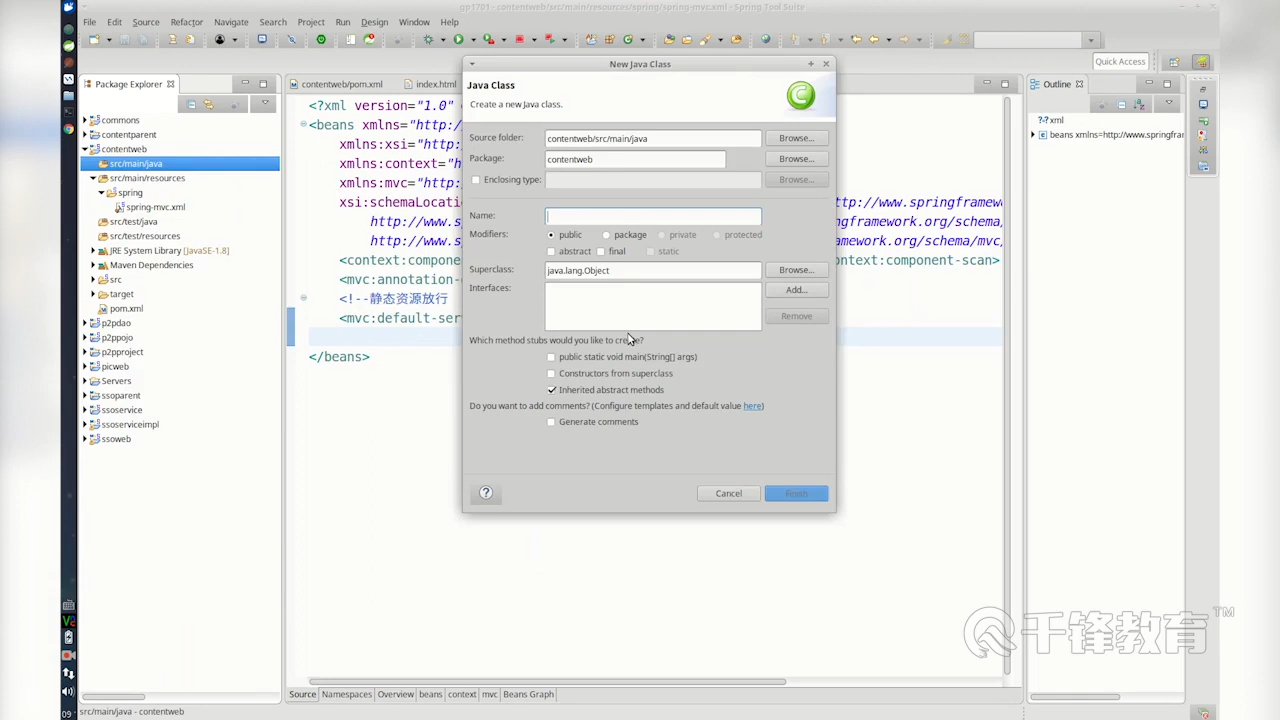 gp1701 - contentweb/src/main/resources/spring/spring-mvc.xml - Spring Tool Suite
File Edit Source Refactor Navigate Search Project Run Design Window Help
Quick Access
Package Explorer
commons
contentparent
contentweb
src/main/java
src/main/resources
spring
spring-mvc.xml
src/test/java
src/test/resources
JRE System Library [JavaSE-1.8]
Maven Dependencies
src
target
pom.xml
p2pdao
p2ppojo
p2pproject
picweb
Servers
ssoparent
ssoservice
ssoserviceimpl
ssoweb
contentweb/pom.xml
index.html
<?xml version="1.0"
<beans xmlns="http:/
xmlns:xsi="http:/
xmlns:context="h
xmlns:mvc="http:
xsi:schemaLocati
http://www.s
http://www.s
<context:compone
<mvc:annotation-
<!--静态资源放行
<mvc:default-ser
</beans>
://www.springframew
gframework.org/schema/
ework.org/schema/mvc/
ontext:component-scan>
New Java Class
Java Class
Create a new Java class.
Source folder: contentweb/src/main/java Browse...
Package: contentweb Browse...
Enclosing type: Browse...
Name:
Modifiers: public package private protected
abstract final static
Superclass: java.lang.Object Browse...
Interfaces: Add...
Remove
Which method stubs would you like to create?
public static void main(String[] args)
Constructors from superclass
Inherited abstract methods
Do you want to add comments? (Configure templates and default value here)
Generate comments
Cancel Finish
Outline
xml
beans xmlns=http://www.springfram
千锋教育 TM
Source Namespaces Overview beans context mvc Beans Graph
src/main/java - contentweb
09